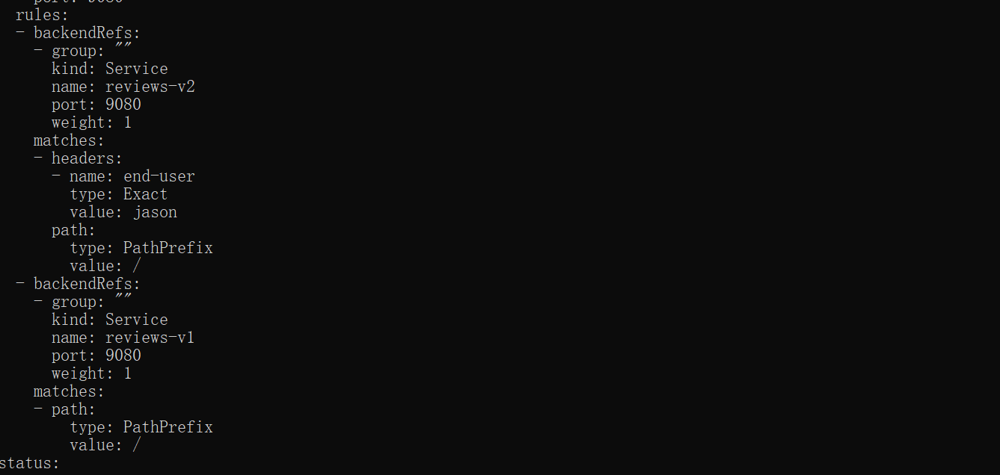 port: 9080
rules:
- backendRefs:
- group: ""
kind: Service
name: reviews-v2
port: 9080
weight: 1
matches:
- headers:
- name: end-user
type: Exact
value: jason
path:
type: PathPrefix
value: /
- backendRefs:
- group: ""
kind: Service
name: reviews-v1
port: 9080
weight: 1
matches:
- path:
type: PathPrefix
value: /
status: